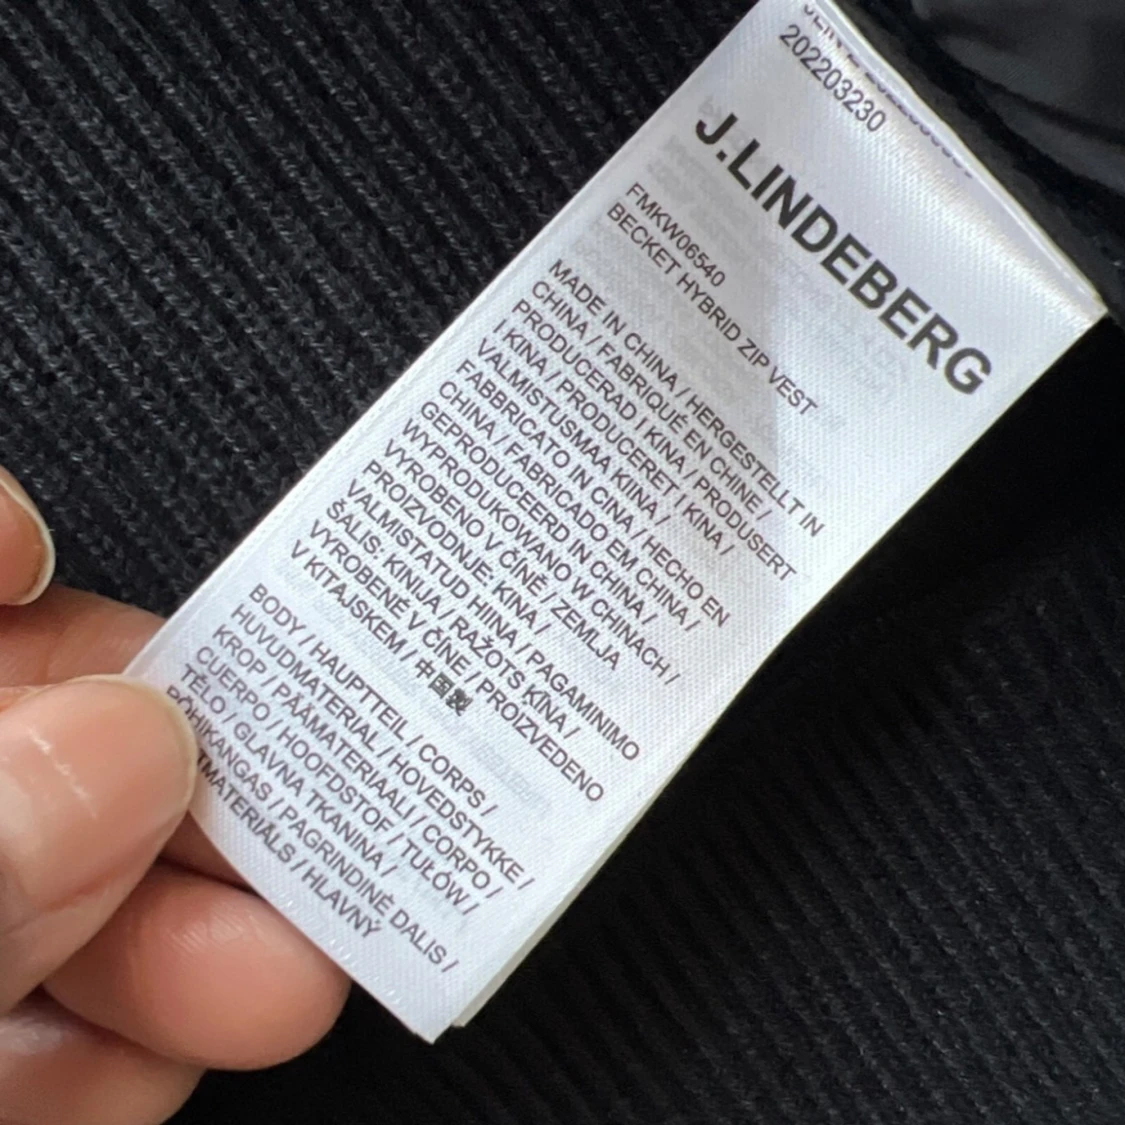 202203230
J.LINDEBERG
FMKW06540
BECKET HYBRID ZIP VEST
MADE IN CHINA / HERGESTELLT IN
CHINA / FABRIQUÉ EN CHINE /
PRODUCERAD I KINA / PRODUSERT
I KINA / PRODUCERET I KINA /
VALMISTUSMAA KIINA /
FABBRICATO IN CINA / HECHO EN
CHINA / FABRICADO EM CHINA /
GEPRODUCEERD IN CHINA /
WYPRODUKOWANO W CHINACH /
VYROBENO V ČÍNĚ / ZEMLJA
PROIZVODNJE: KINA /
VALMISTATUD HIINA / PAGAMINIMO
ŠALIS: KINIJA / RAŽOTS ĶĪNA /
VYROBENÉ V ČÍNE / PROIZVEDENO
V KITAJSKEM / 中国製
BODY / HAUPTTEIL / CORPS /
HUVUDMATERIAL / HOVEDSTYKKE /
KROP / PÄÄMATERIAALI / CORPO /
CUERPO / HOOFDSTOF / TUŁÓW /
TĚLO / GLAVNA TKANINA /
PÕHIKANGAS / PAGRINDINĖ DALIS /
HLAVNÝ